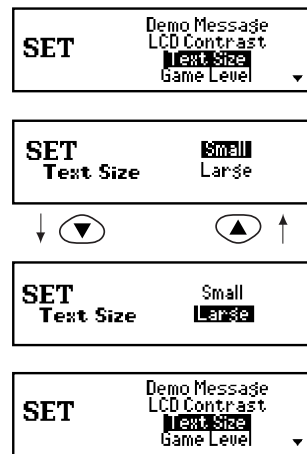 Demo Message
LCD Contrast
SET
Text Size
Game Level
SET Small
Text Size Large
SET Small
Text Size Large
Demo Message
LCD Contrast
SET
Text Size
Game Level